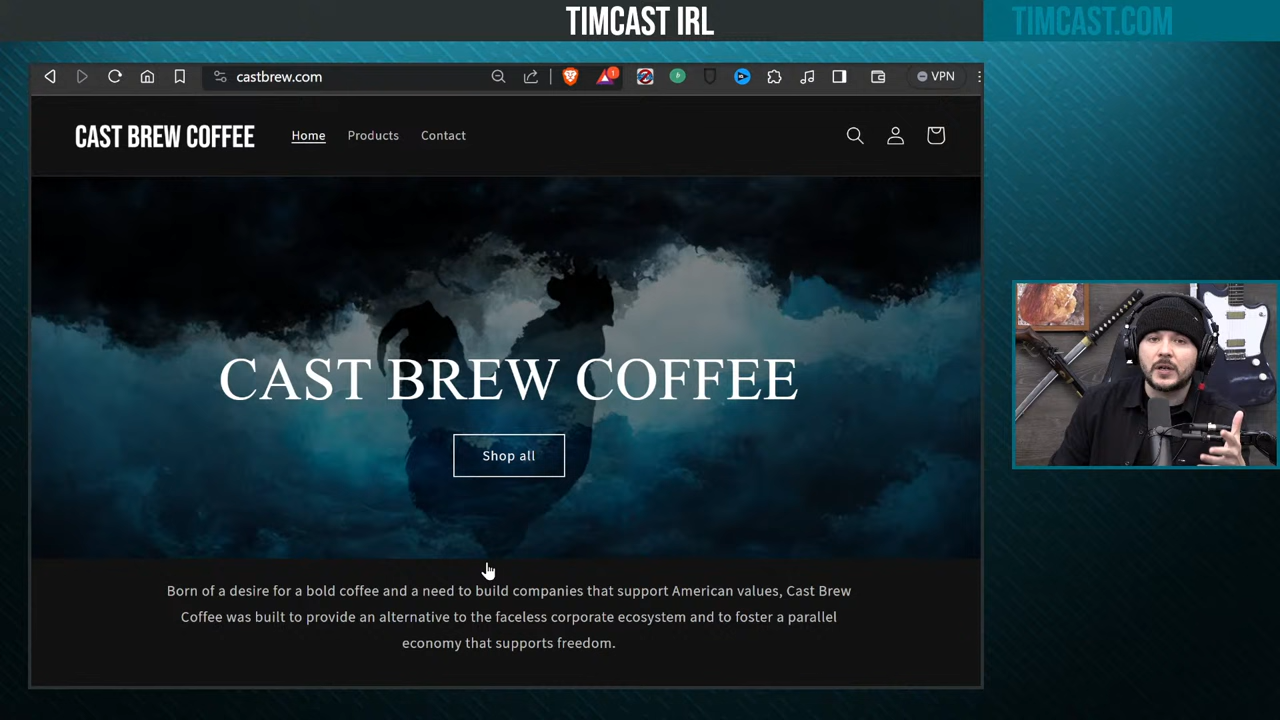 TIMCAST IRL
TIMCAST.COM
castbrew.com
1
VPN
CAST BREW COFFEE
Home
Products
Contact
CAST BREW COFFEE
Shop all
Born of a desire for a bold coffee and a need to build companies that support American values, Cast Brew
Coffee was built to provide an alternative to the faceless corporate ecosystem and to foster a parallel
economy that supports freedom.